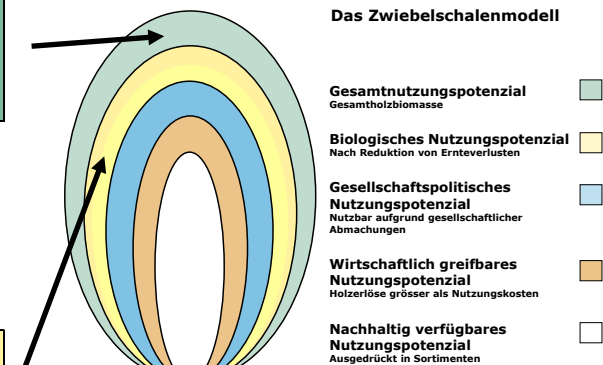 Das Zwiebelschalenmodell
Gesamtnutzungspotenzial
Gesamtholzbiomasse
Biologisches Nutzungspotenzial
Nach Reduktion von Ernteverlusten
Gesellschaftspolitisches
Nutzungspotenzial
Nutzbar aufgrund gesellschaftlicher
Abmachungen
Wirtschaftlich greifbares
Nutzungspotenzial
Holzerlöse grösser als Nutzungskosten
Nachhaltig verfügbares
Nutzungspotenzial
Ausgedrückt in Sortimenten